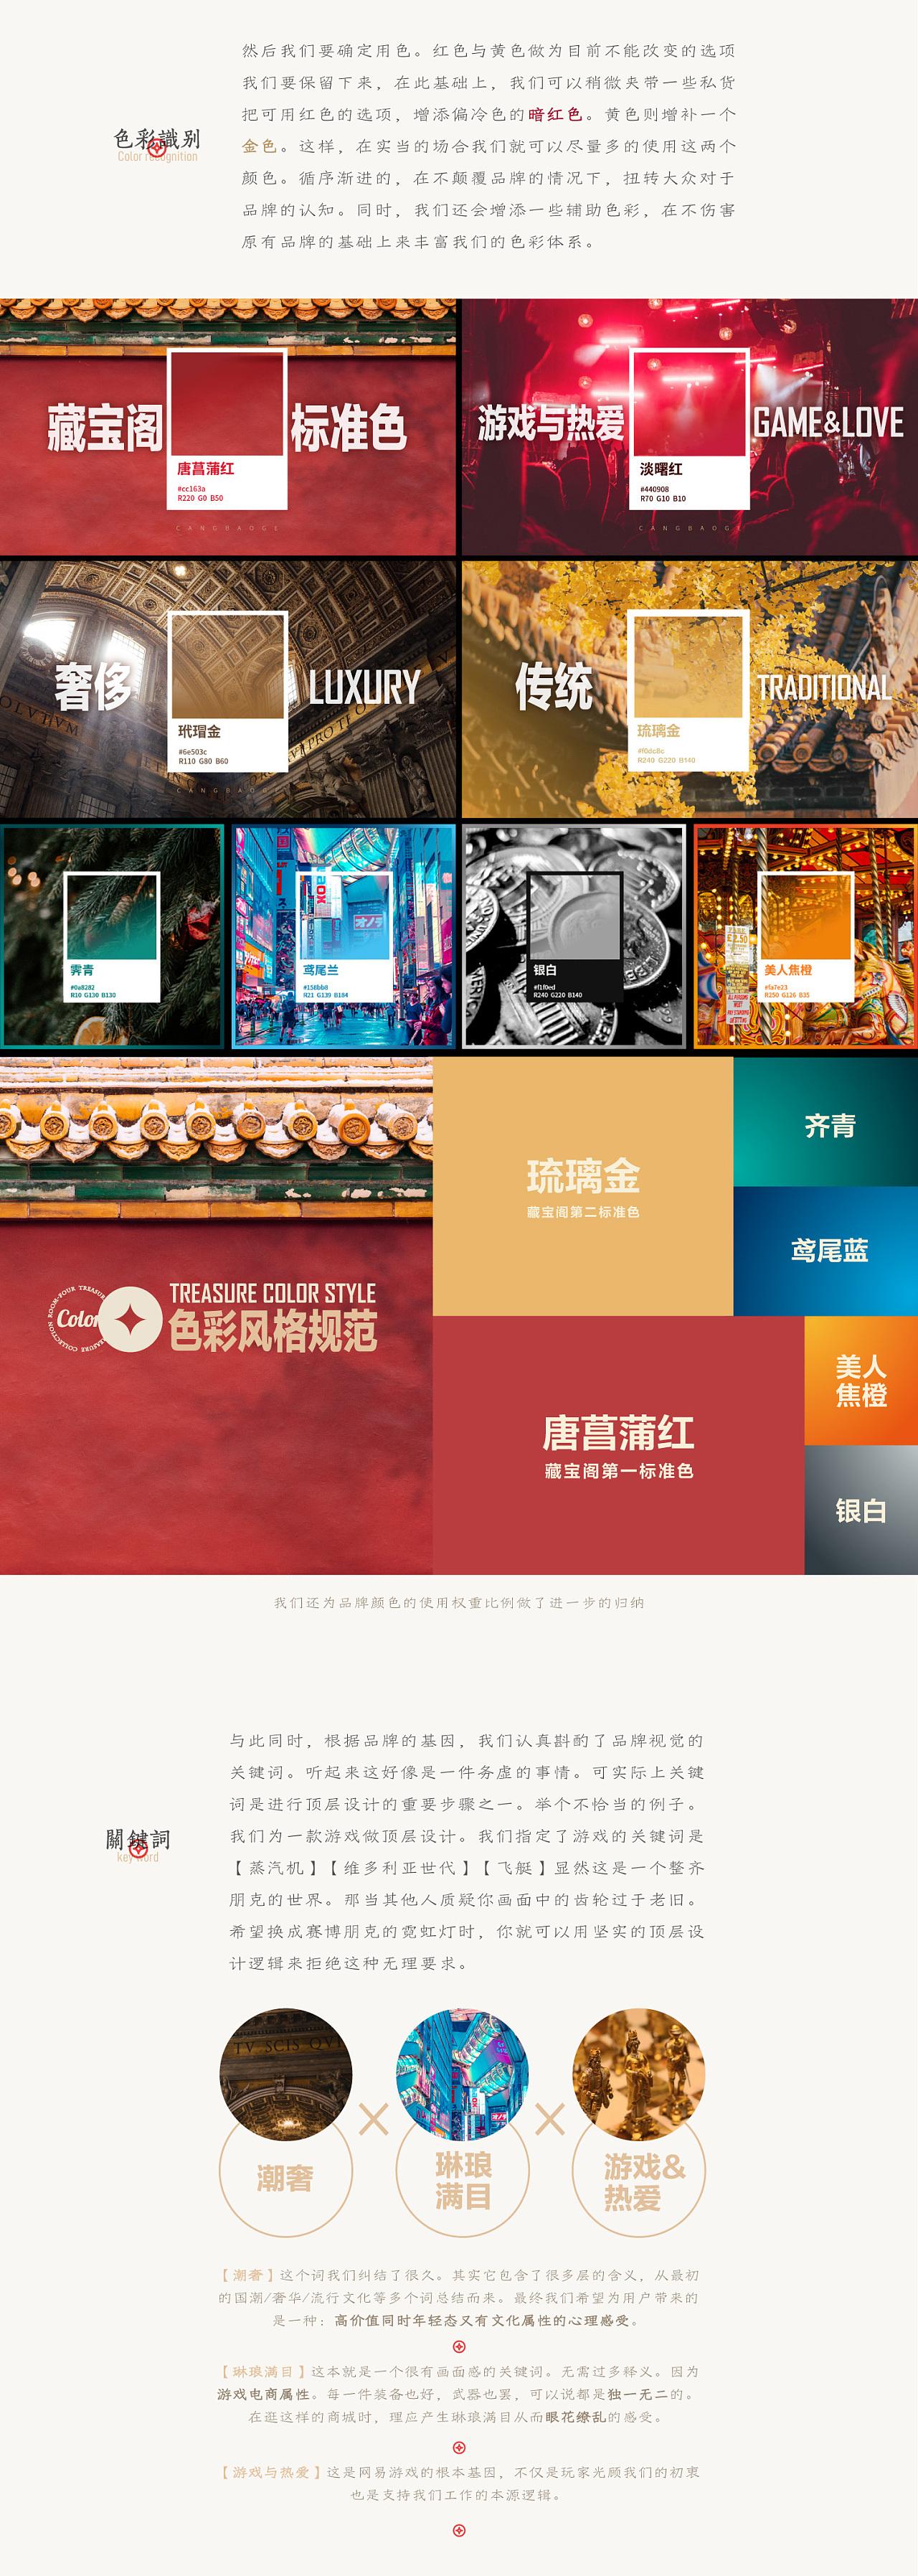 然后我们要确定用色。红色与黄色做为目前不能改变的选项
我们要保留下来，在此基础上，我们可以稍微夹带一些私货
把可用红色的选项，增添偏冷色的暗红色。黄色则增补一个
金色。这样，在实当的场合我们就可以尽量多的使用这两个
颜色。循序渐进的，在不颠覆品牌的情况下，扭转大众对于
品牌的认知。同时，我们还会增添一些辅助色彩，在不伤害
原有品牌的基础上来丰富我们的色彩体系。
色彩識别
Color recognition
藏宝阁
标准色
唐菖蒲红
#cc163a
R220 G0 B50
CANGBAOGE
游戏与热爱
GAME&LOVE
淡曙红
#440908
R70 G10 B10
CANGBAOGE
奢侈
LUXURY
玳瑁金
#6e503c
R110 G80 B60
CANGBAOGE
传统
TRADITIONAL
琉璃金
#f0dc8c
R240 G220 B140
霁青
#0a8282
R10 G130 B130
鸢尾兰
#158bb8
R21 G139 B184
银白
#f1f0ed
R240 G220 B140
美人焦橙
#fa7e23
R250 G126 B35
Color
TREASURE COLOR STYLE
色彩风格规范
琉璃金
藏宝阁第二标准色
齐青
鸢尾蓝
唐菖蒲红
藏宝阁第一标准色
美人
焦橙
银白
我们还为品牌颜色的使用权重比例做了进一步的归纳
与此同时，根据品牌的基因，我们认真斟酌了品牌视觉的
关键词。听起来这好像是一件务虚的事情。可实际上关键
词是进行顶层设计的重要步骤之一。举个不恰当的例子。
我们为一款游戏做顶层设计。我们指定了游戏的关键词是
【蒸汽机】【维多利亚世代】【飞艇】显然这是一个整齐
朋克的世界。那当其他人质疑你画面中的齿轮过于老旧。
希望换成赛博朋克的霓虹灯时，你就可以用坚实的顶层设
计逻辑来拒绝这种无理要求。
關鍵詞
key word
TV SCIS QVI
潮奢
琳琅
满目
游戏&
热爱
【潮奢】这个词我们纠结了很久。其实它包含了很多层的含义，从最初
的国潮/奢华/流行文化等多个词总结而来。最终我们希望为用户带来的
是一种：高价值同时年轻态又有文化属性的心理感受。
【琳琅满目】这本就是一个很有画面感的关键词。无需过多释义。因为
游戏电商属性。每一件装备也好，武器也罢，可以说都是独一无二的。
在逛这样的商城时，理应产生琳琅满目从而眼花缭乱的感受。
【游戏与热爱】这是网易游戏的根本基因，不仅是玩家光顾我们的初衷
也是支持我们工作的本源逻辑。